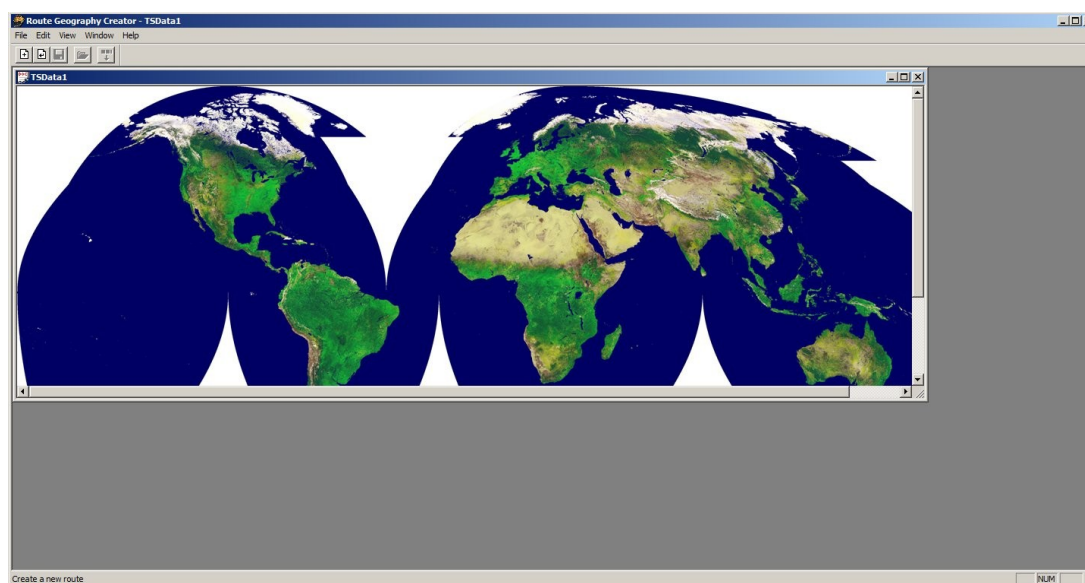 Route Geography Creator - TSData1
File Edit View Window Help
TSData1
Create a new route
NUM